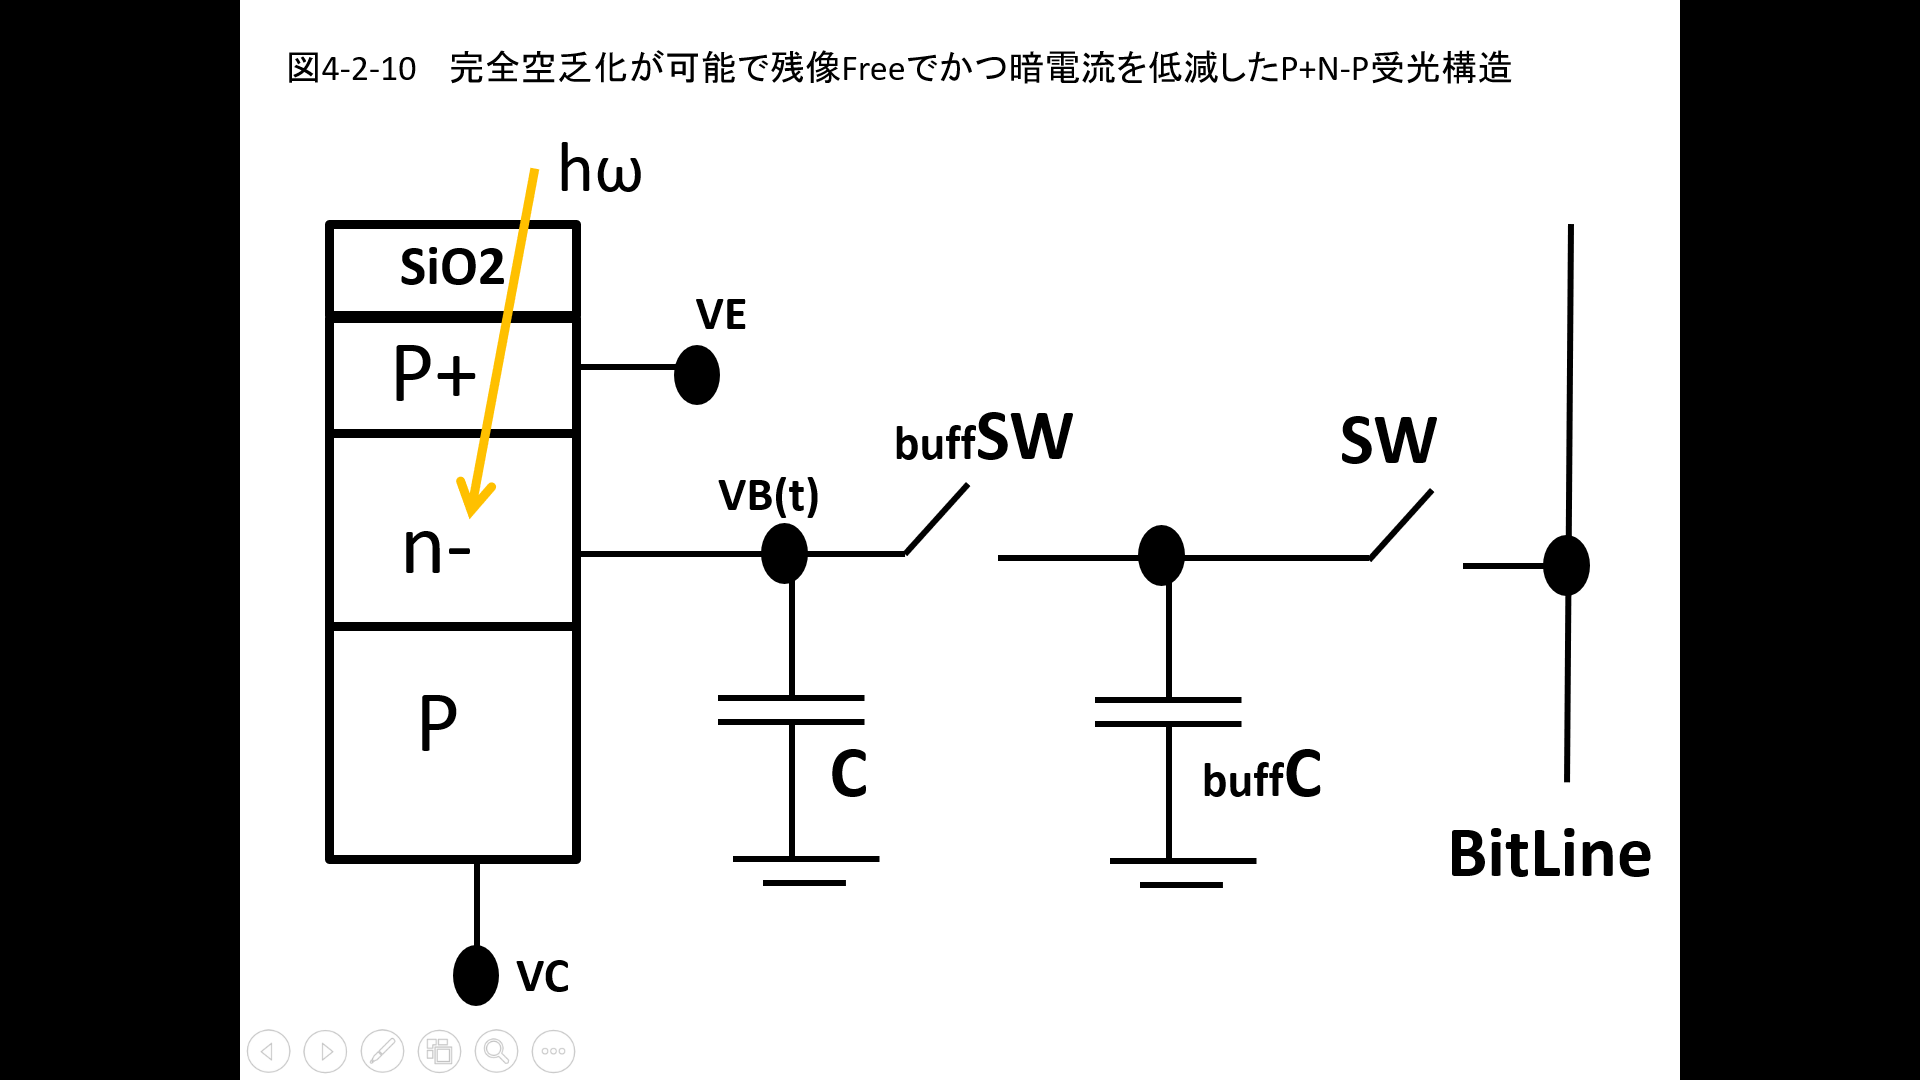 図4-2-10　完全空乏化が可能で残像Freeでかつ暗電流を低減したP+N-P受光構造
hω
SiO2
VE
P+
buffSW
SW
VB(t)
n-
P
C
buffC
BitLine
VC